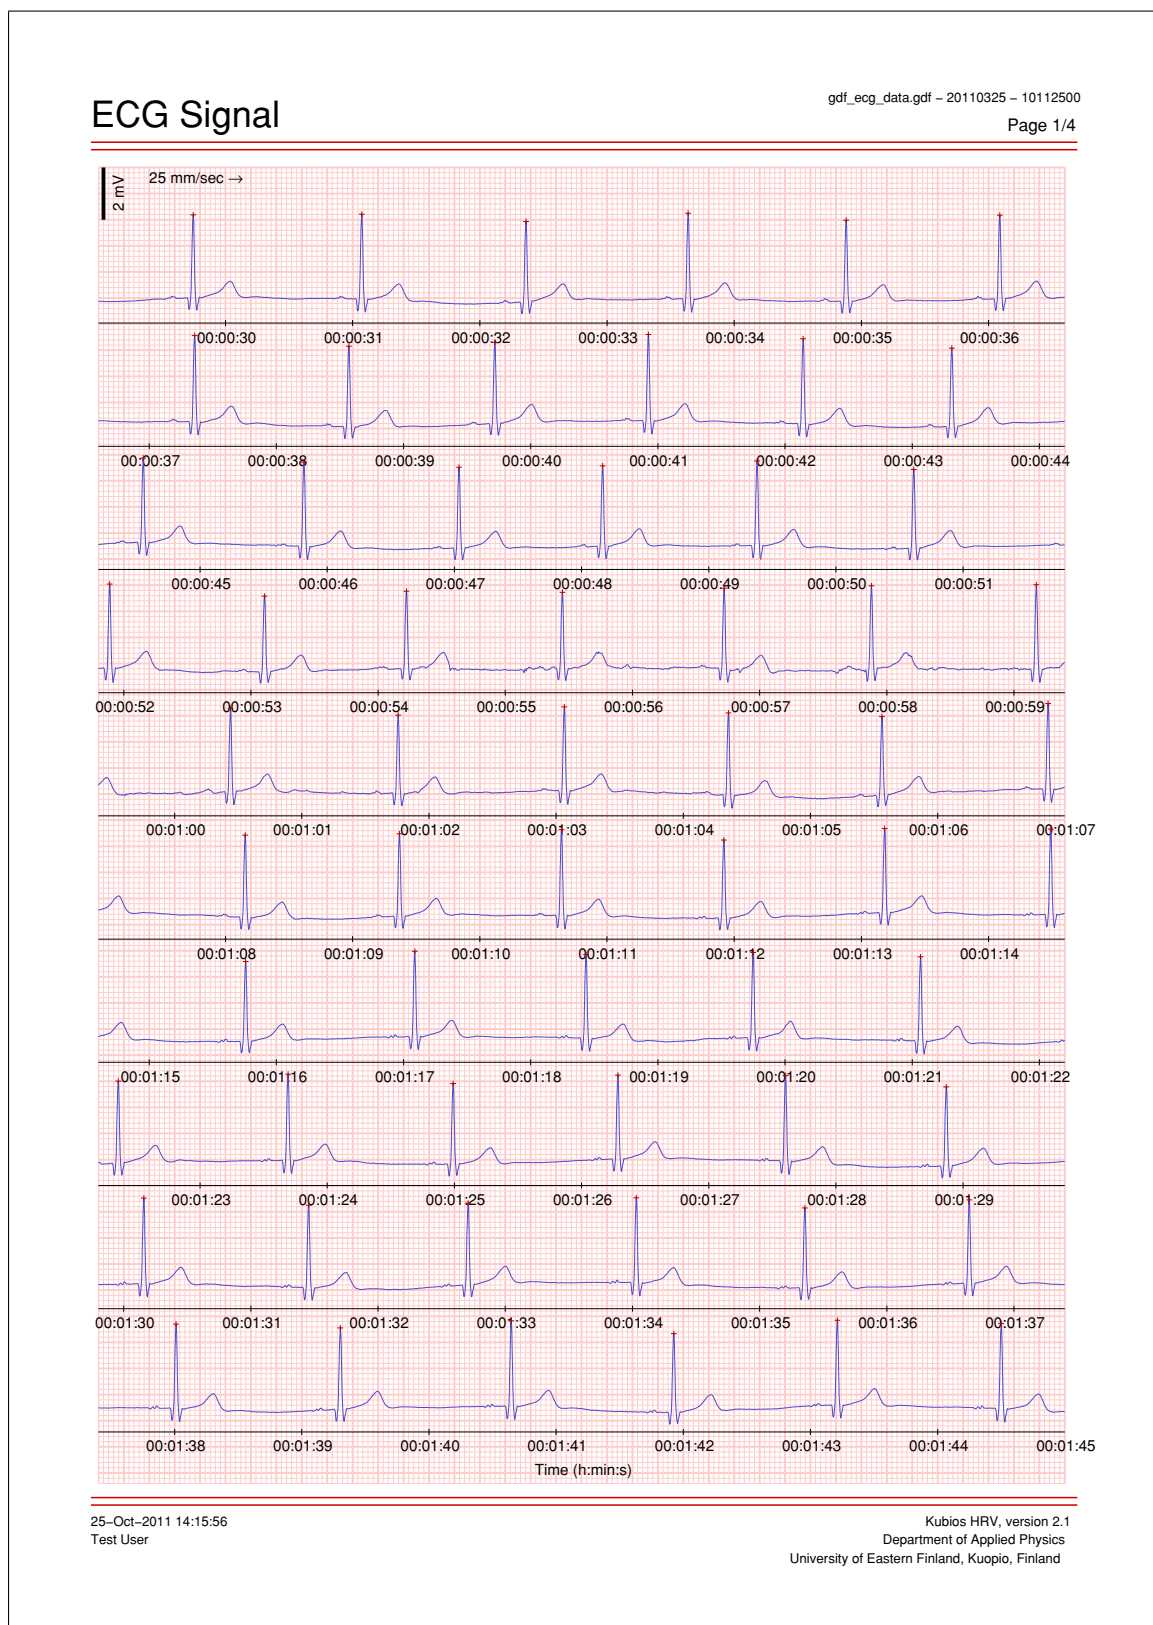 gdf_ecg_data.gdf − 20110325 − 10112500
ECG Signal
Page 1/4
2 mV
25 mm/sec →
00:00:30 00:00:31 00:00:32 00:00:33 00:00:34 00:00:35 00:00:36
00:00:37 00:00:38 00:00:39 00:00:40 00:00:41 00:00:42 00:00:43 00:00:44
00:00:45 00:00:46 00:00:47 00:00:48 00:00:49 00:00:50 00:00:51
00:00:52 00:00:53 00:00:54 00:00:55 00:00:56 00:00:57 00:00:58 00:00:59
00:01:00 00:01:01 00:01:02 00:01:03 00:01:04 00:01:05 00:01:06 00:01:07
00:01:08 00:01:09 00:01:10 00:01:11 00:01:12 00:01:13 00:01:14
00:01:15 00:01:16 00:01:17 00:01:18 00:01:19 00:01:20 00:01:21 00:01:22
00:01:23 00:01:24 00:01:25 00:01:26 00:01:27 00:01:28 00:01:29
00:01:30 00:01:31 00:01:32 00:01:33 00:01:34 00:01:35 00:01:36 00:01:37
00:01:38 00:01:39 00:01:40 00:01:41 00:01:42 00:01:43 00:01:44 00:01:45
Time (h:min:s)
25−Oct−2011 14:15:56
Test User
Kubios HRV, version 2.1
Department of Applied Physics
University of Eastern Finland, Kuopio, Finland